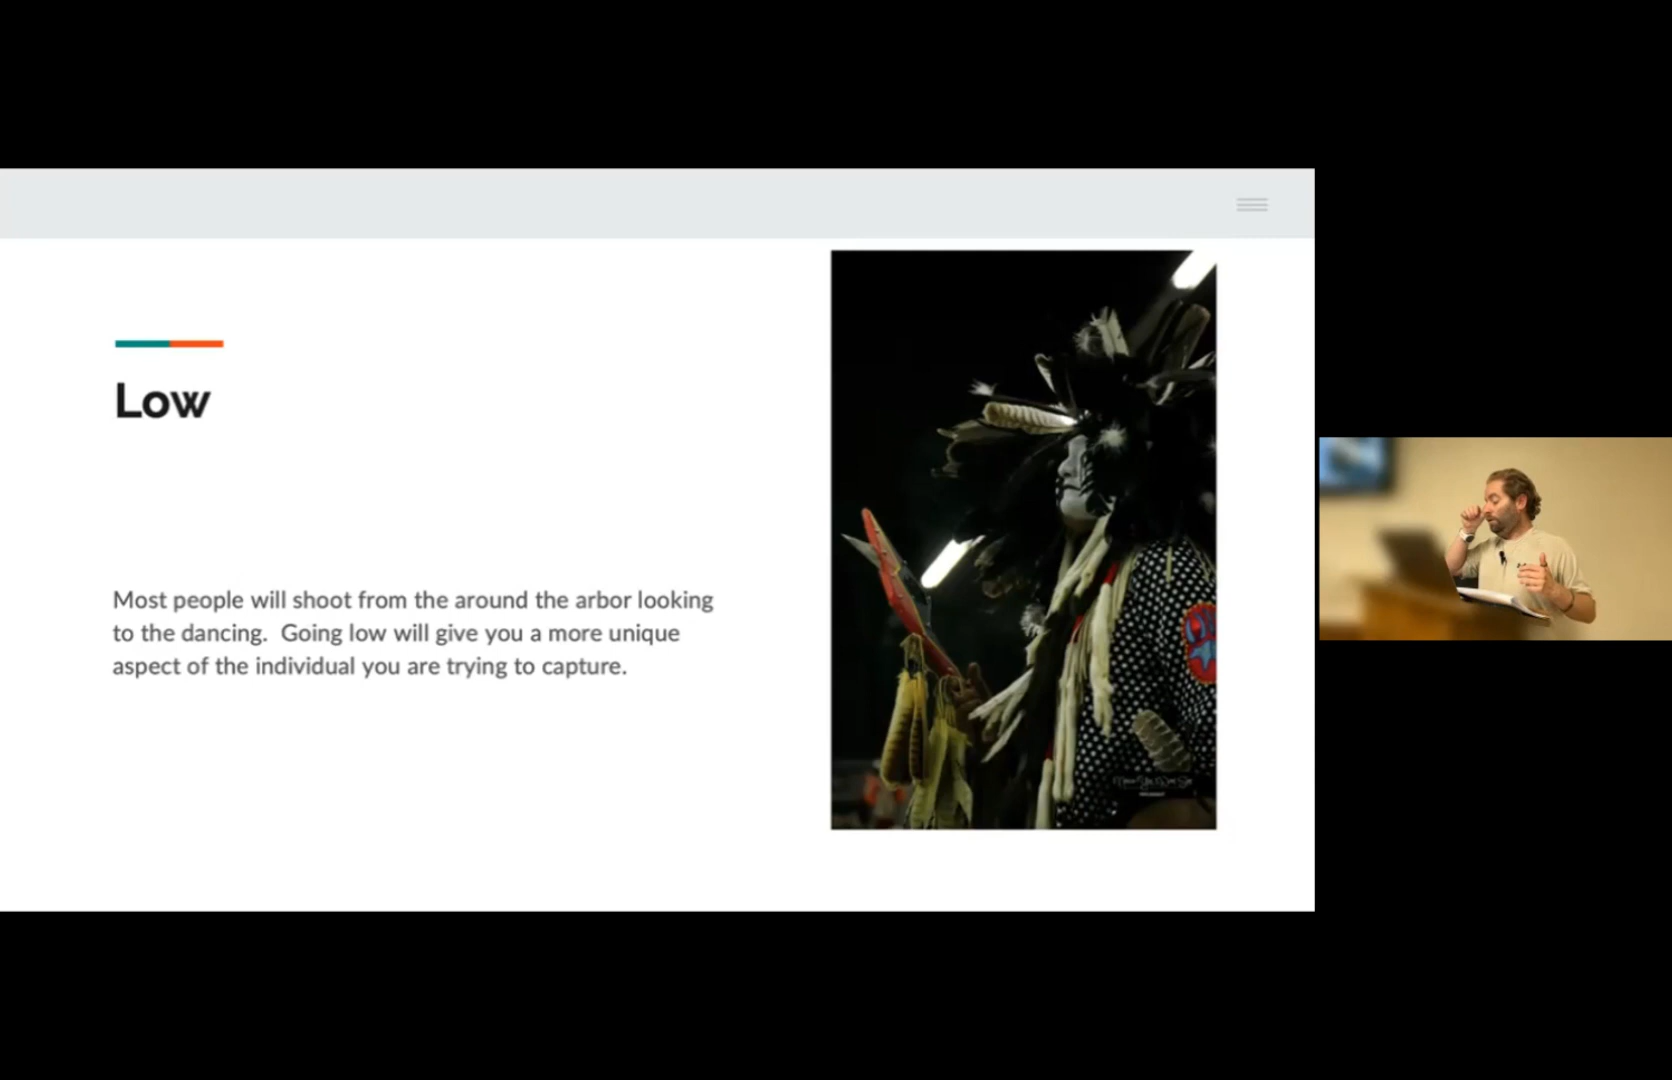 Low
Most people will shoot from the around the arbor looking
to the dancing.  Going low will give you a more unique
aspect of the individual you are trying to capture.